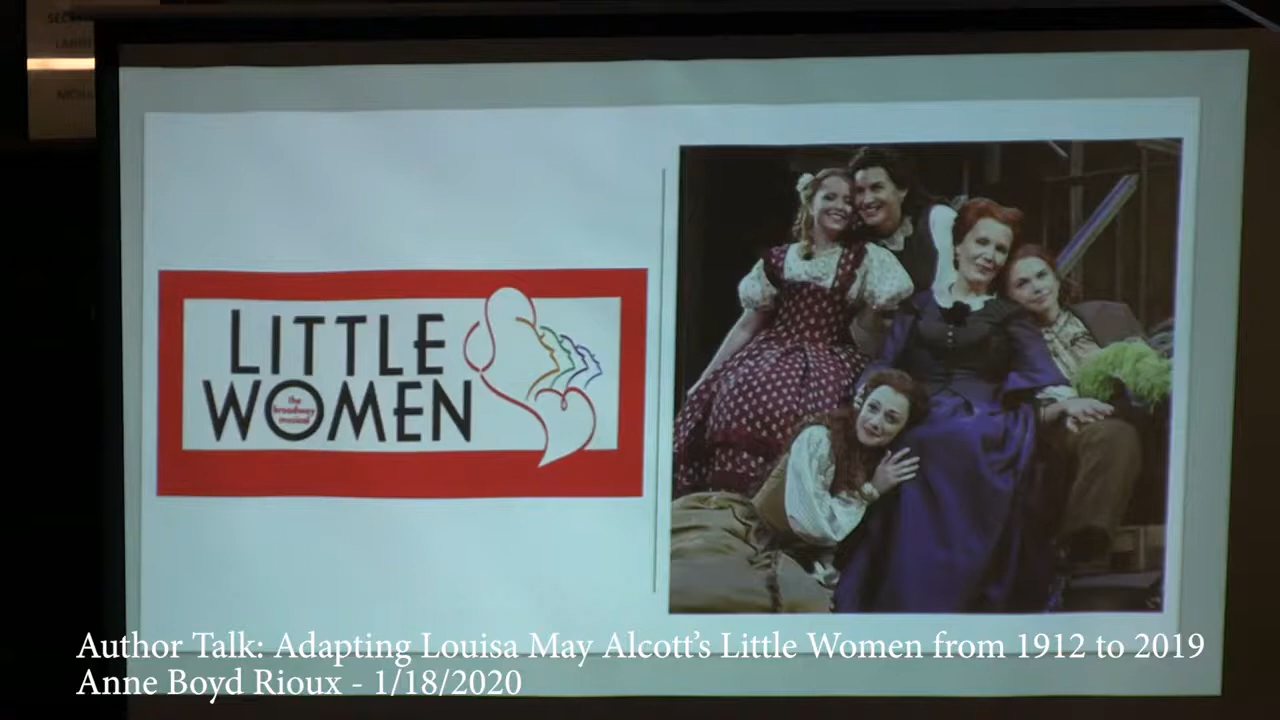 LITTLE
WOMEN
the
broadway
musical
Author Talk: Adapting Louisa May Alcott's Little Women from 1912 to 2019
Anne Boyd Rioux - 1/18/2020